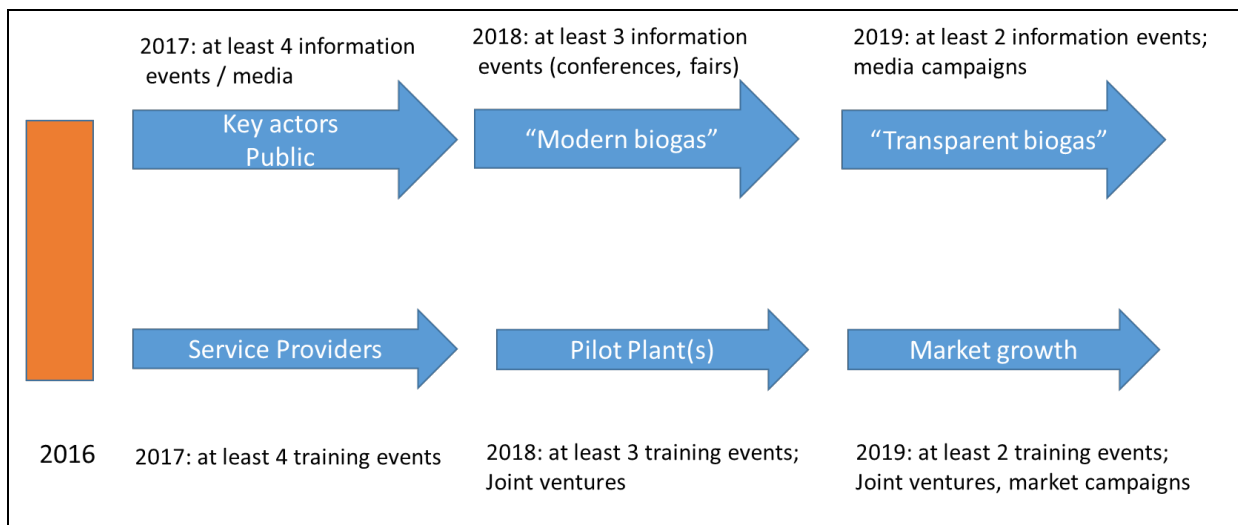 2017: at least 4 information
events / media
2018: at least 3 information
events (conferences, fairs)
2019: at least 2 information events;
media campaigns
Key actors
Public
“Modern biogas”
“Transparent biogas”
Service Providers
Pilot Plant(s)
Market growth
2016
2017: at least 4 training events
2018: at least 3 training events;
Joint ventures
2019: at least 2 training events;
Joint ventures, market campaigns